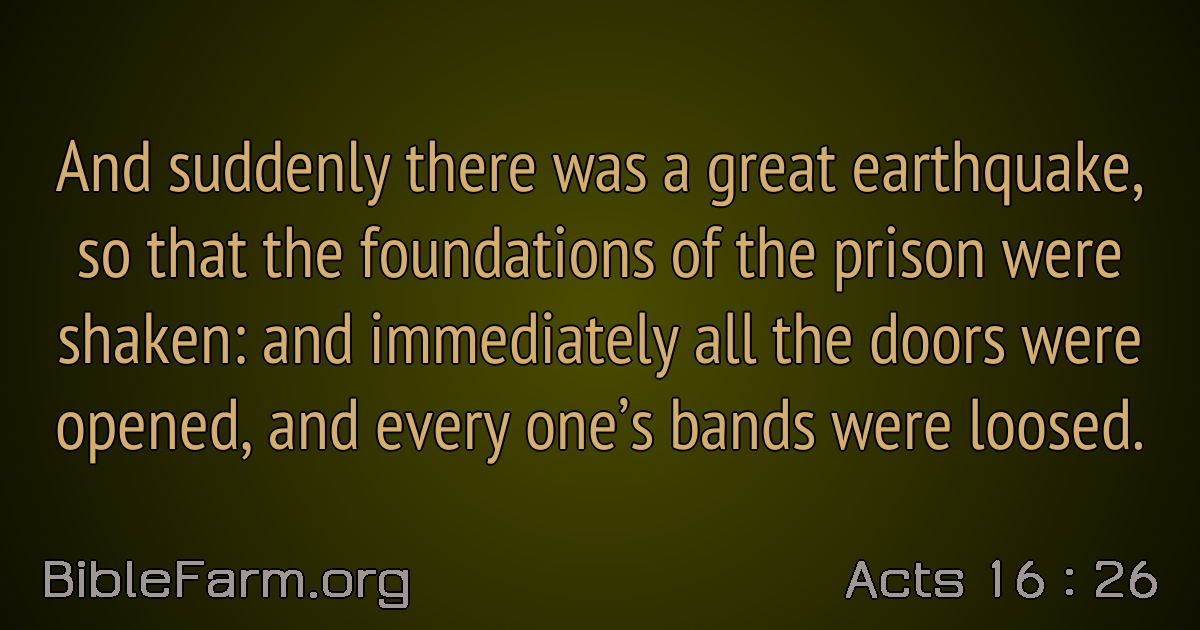 And suddenly there was a great earthquake,
so that the foundations of the prison were
shaken: and immediately all the doors were
opened, and every one’s bands were loosed.
BibleFarm.org
Acts 16 : 26